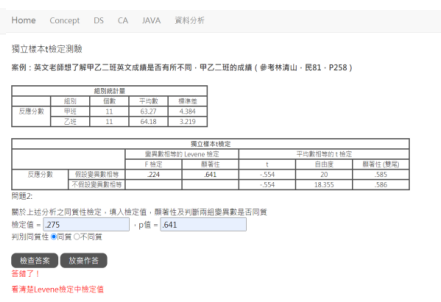 Home Concept DS CA JAVA 資料分析
獨立樣本t檢定測驗
案例：英文老師想了解甲乙二班英文成績是否有所不同，甲乙二班的成績（參考林清山，民81，P258）
組別統計量
組別 個數 平均數 標準差
反應分數 甲班 11 63.27 4.384
乙班 11 64.18 3.219
獨立樣本t檢定
變異數相等的 Levene 檢定 平均數相等的 t 檢定
F 檢定 顯著性 t 自由度 顯著性 (雙尾)
反應分數 假設變異數相等 .224 .641 -.554 20 .585
不假設變異數相等 -.554 18.355 .586
問題2:
關於上述分析之同質性檢定，填入檢定值，顯著性及判斷兩組變異數是否同質
檢定值 = .275 ，p值 = .641
判別同質性 同質 不同質
檢查答案 放棄作答
答錯了！
看清楚Levene檢定中檢定值